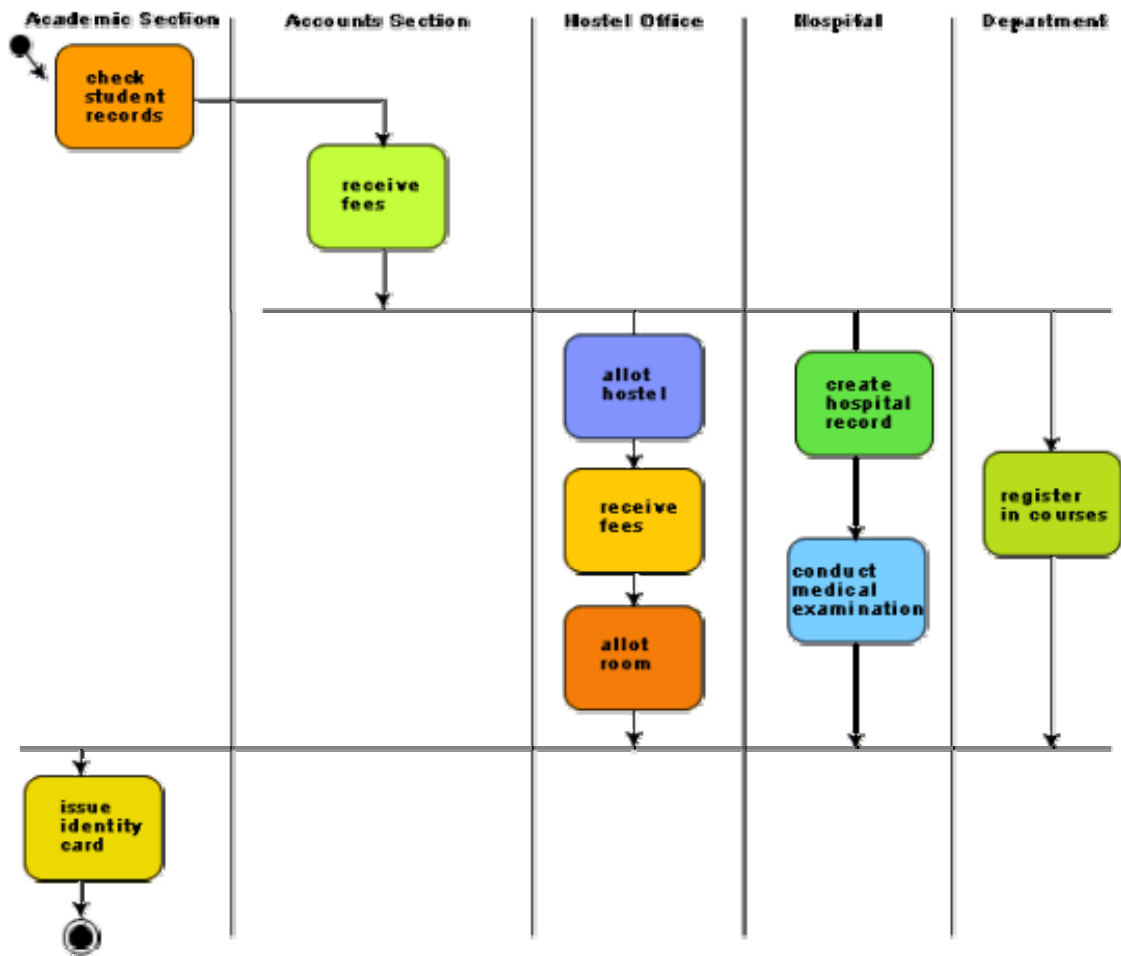 Academic Section
Accounts Section
Hostel Office
Hospital
Department
check
student
records
receive
fees
allot
hostel
create
hospital
record
receive
fees
register
in courses
conduct
medical
examination
allot
room
issue
identity
card